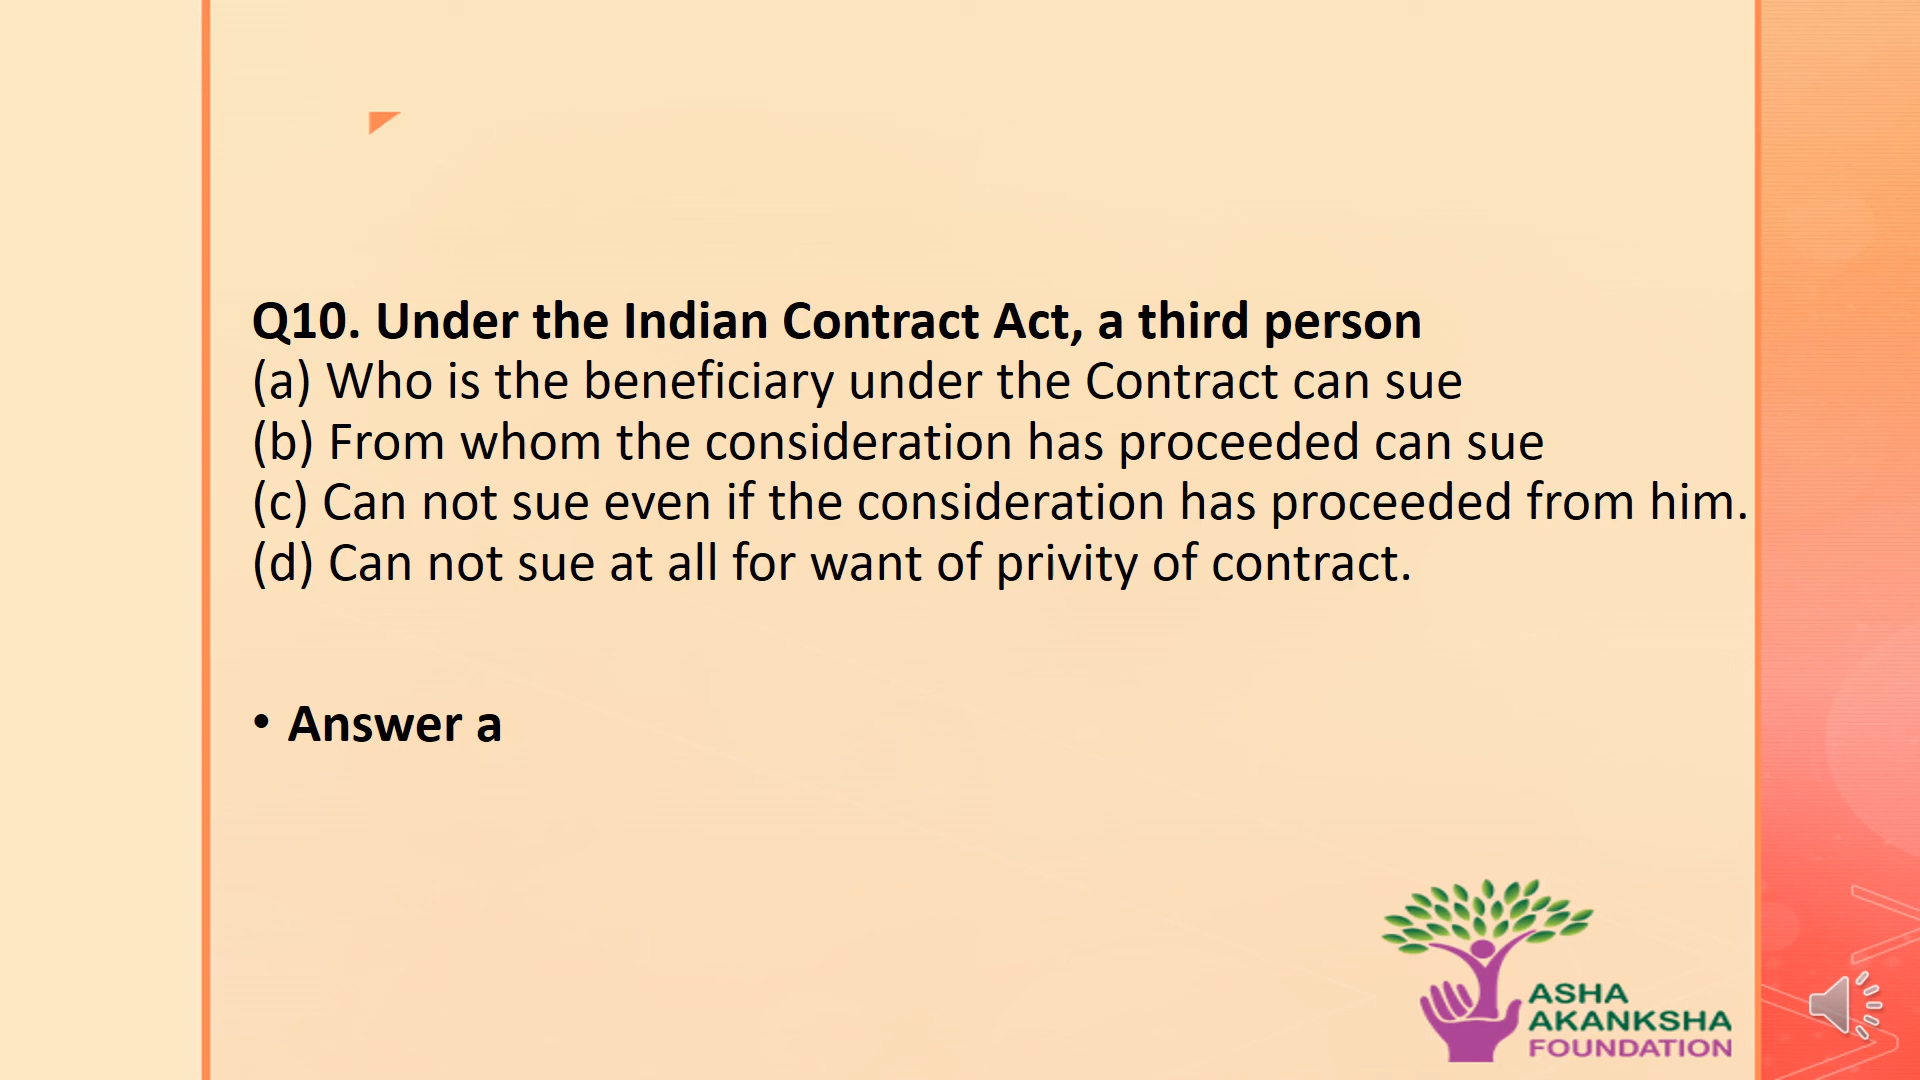 Q10. Under the Indian Contract Act, a third person
(a) Who is the beneficiary under the Contract can sue
(b) From whom the consideration has proceeded can sue
(c) Can not sue even if the consideration has proceeded from him.
(d) Can not sue at all for want of privity of contract.
• Answer a
ASHA
AKANKSHA
FOUNDATION